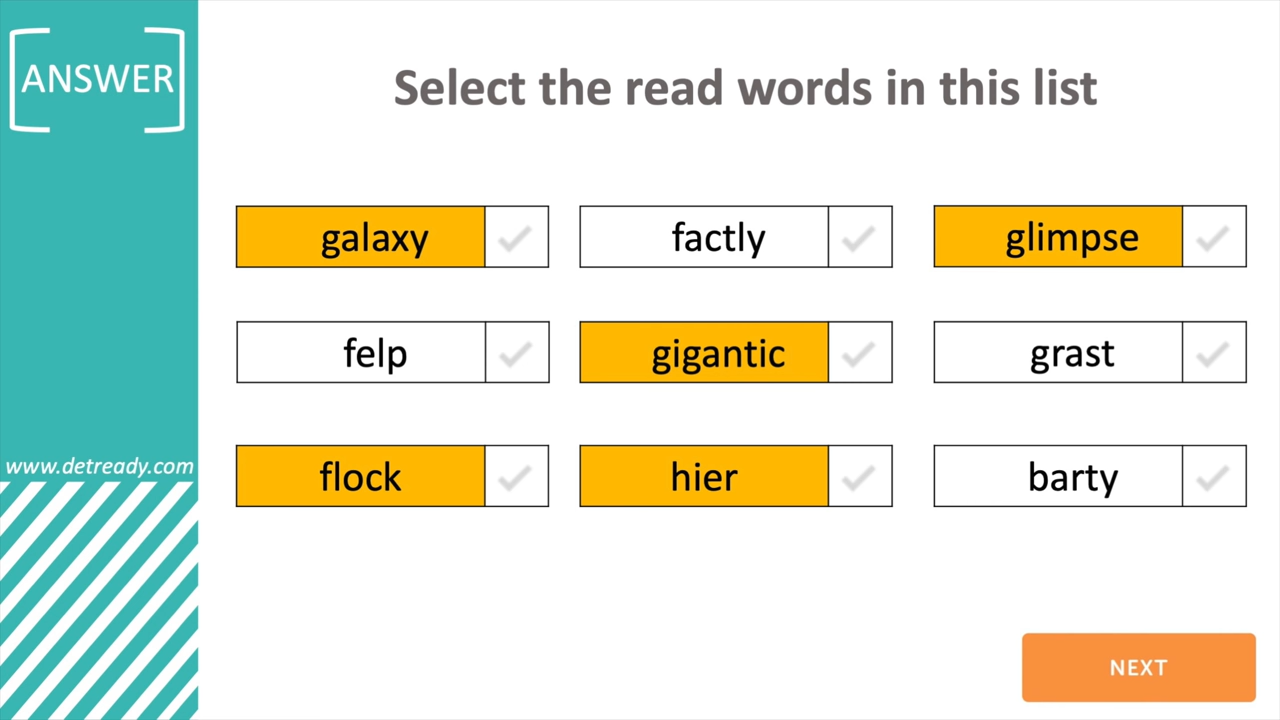 ANSWER
Select the read words in this list
galaxy factly glimpse
felp gigantic grast
flock hier barty
www.detready.com
NEXT